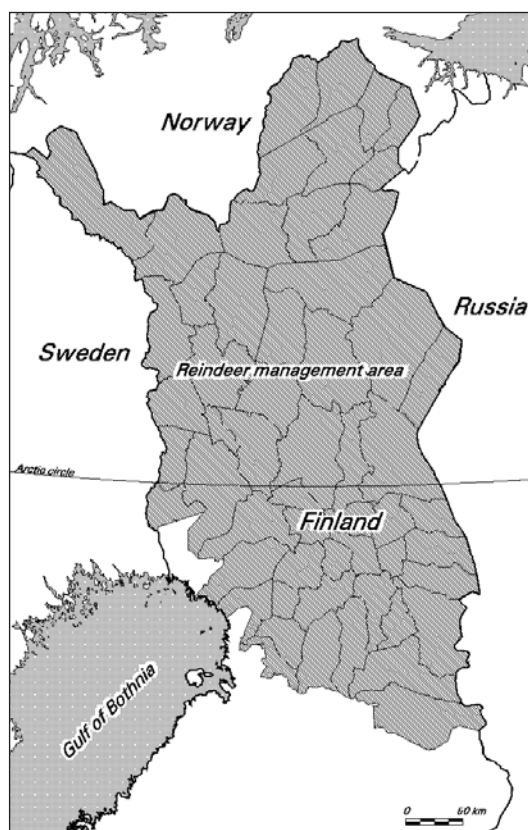 Norway
Russia
Sweden
Reindeer management area
Arctic circle
Finland
Gulf of Bothnia
0 60 km